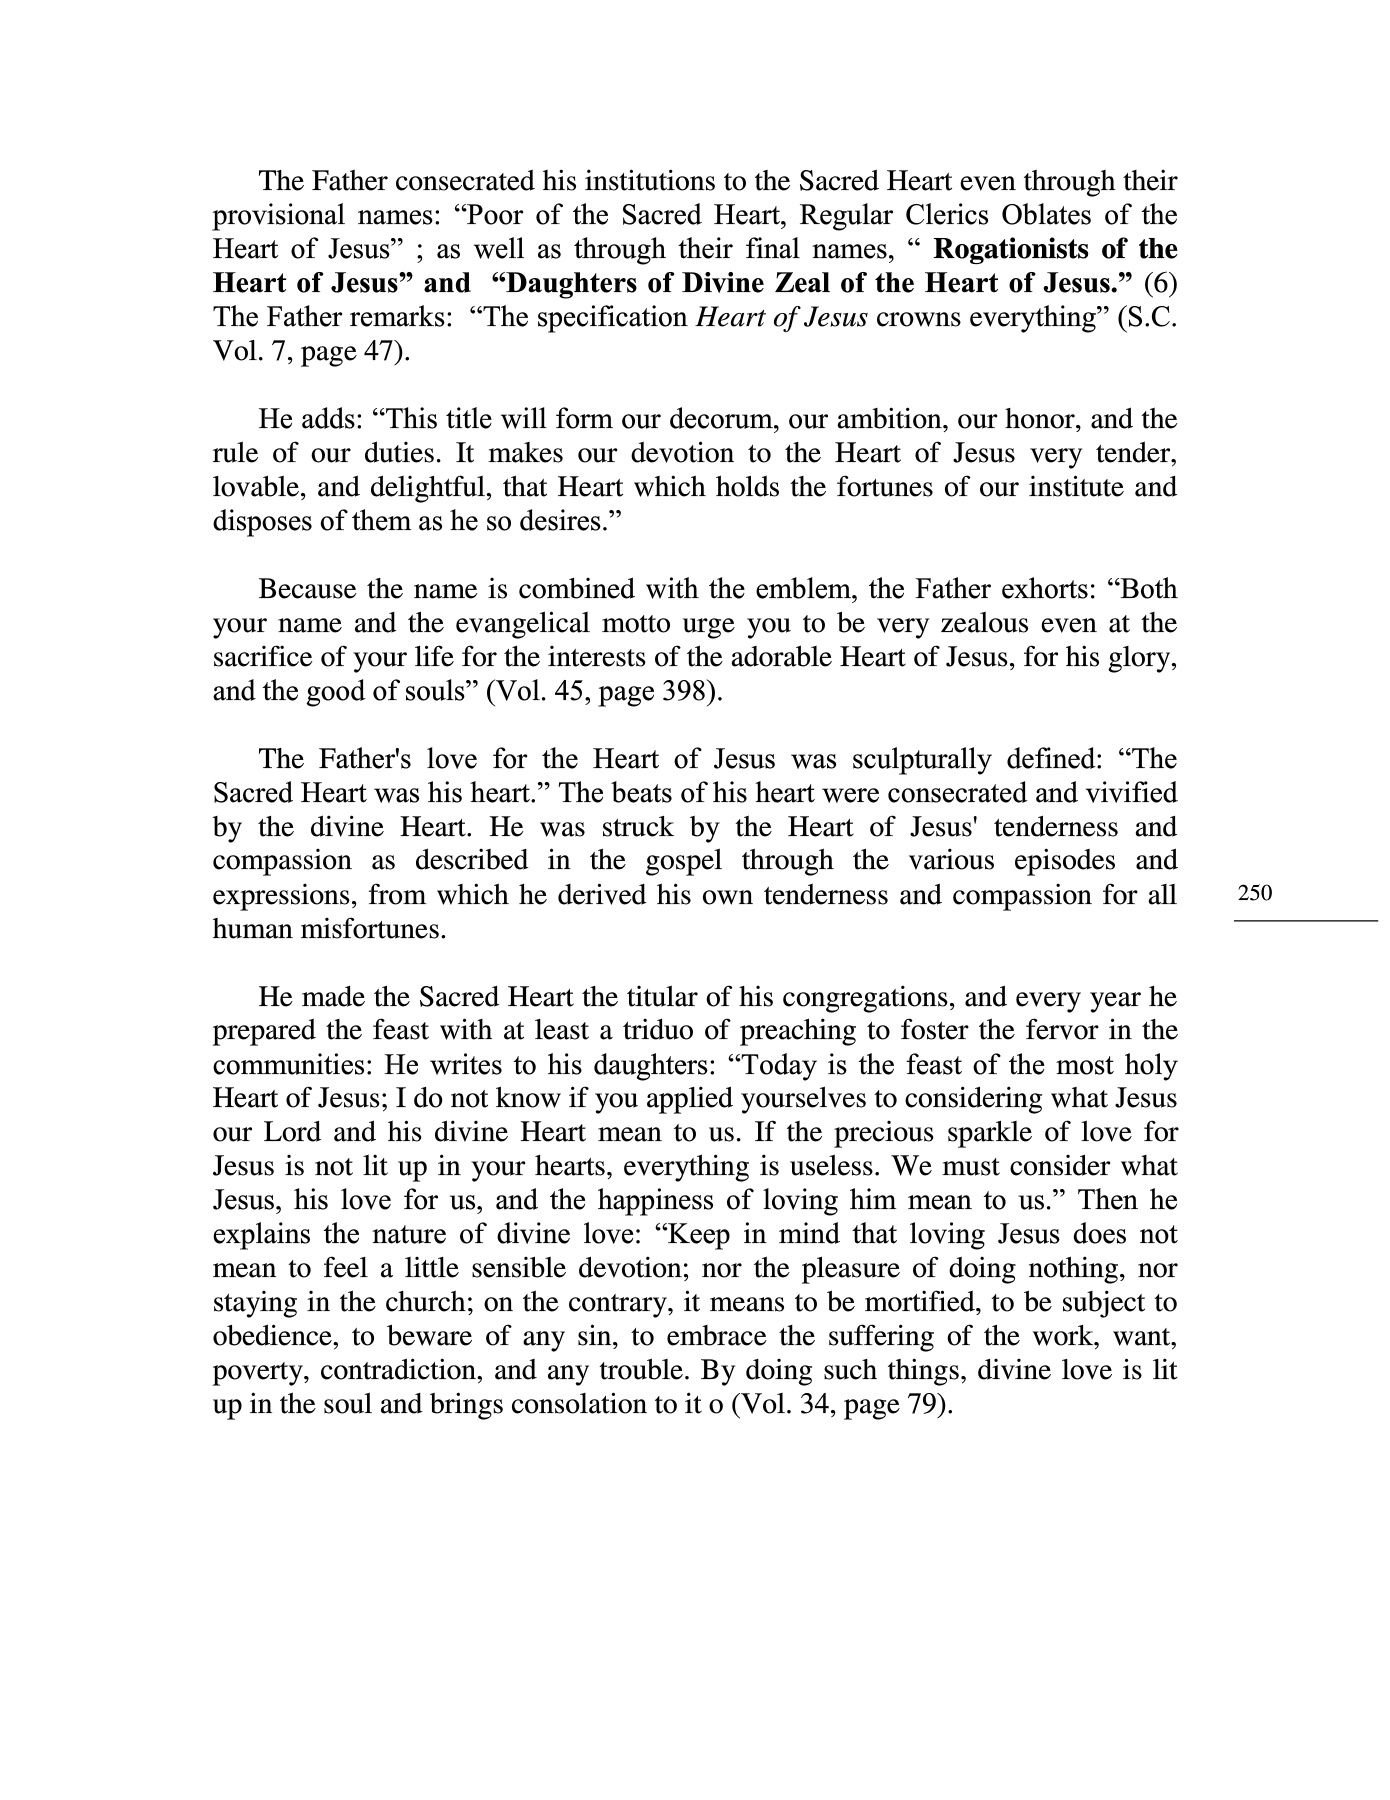 The Father consecrated his institutions to the Sacred Heart even through their
provisional names: “Poor of the Sacred Heart, Regular Clerics Oblates of the
Heart of Jesus” ; as well as through their final names, “ Rogationists of the
Heart of Jesus” and “Daughters of Divine Zeal of the Heart of Jesus.” (6)
The Father remarks: “The specification Heart of Jesus crowns everything” (S.C.
Vol. 7, page 47).
He adds: “This title will form our decorum, our ambition, our honor, and the
rule of our duties. It makes our devotion to the Heart of Jesus very tender,
lovable, and delightful, that Heart which holds the fortunes of our institute and
disposes of them as he so desires.”
Because the name is combined with the emblem, the Father exhorts: “Both
your name and the evangelical motto urge you to be very zealous even at the
sacrifice of your life for the interests of the adorable Heart of Jesus, for his glory,
and the good of souls” (Vol. 45, page 398).
The Father's love for the Heart of Jesus was sculpturally defined: “The
Sacred Heart was his heart.” The beats of his heart were consecrated and vivified
by the divine Heart. He was struck by the Heart of Jesus' tenderness and
compassion as described in the gospel through the various episodes and
expressions, from which he derived his own tenderness and compassion for all
human misfortunes.
250
He made the Sacred Heart the titular of his congregations, and every year he
prepared the feast with at least a triduo of preaching to foster the fervor in the
communities: He writes to his daughters: “Today is the feast of the most holy
Heart of Jesus; I do not know if you applied yourselves to considering what Jesus
our Lord and his divine Heart mean to us. If the precious sparkle of love for
Jesus is not lit up in your hearts, everything is useless. We must consider what
Jesus, his love for us, and the happiness of loving him mean to us.” Then he
explains the nature of divine love: “Keep in mind that loving Jesus does not
mean to feel a little sensible devotion; nor the pleasure of doing nothing, nor
staying in the church; on the contrary, it means to be mortified, to be subject to
obedience, to beware of any sin, to embrace the suffering of the work, want,
poverty, contradiction, and any trouble. By doing such things, divine love is lit
up in the soul and brings consolation to it o (Vol. 34, page 79).